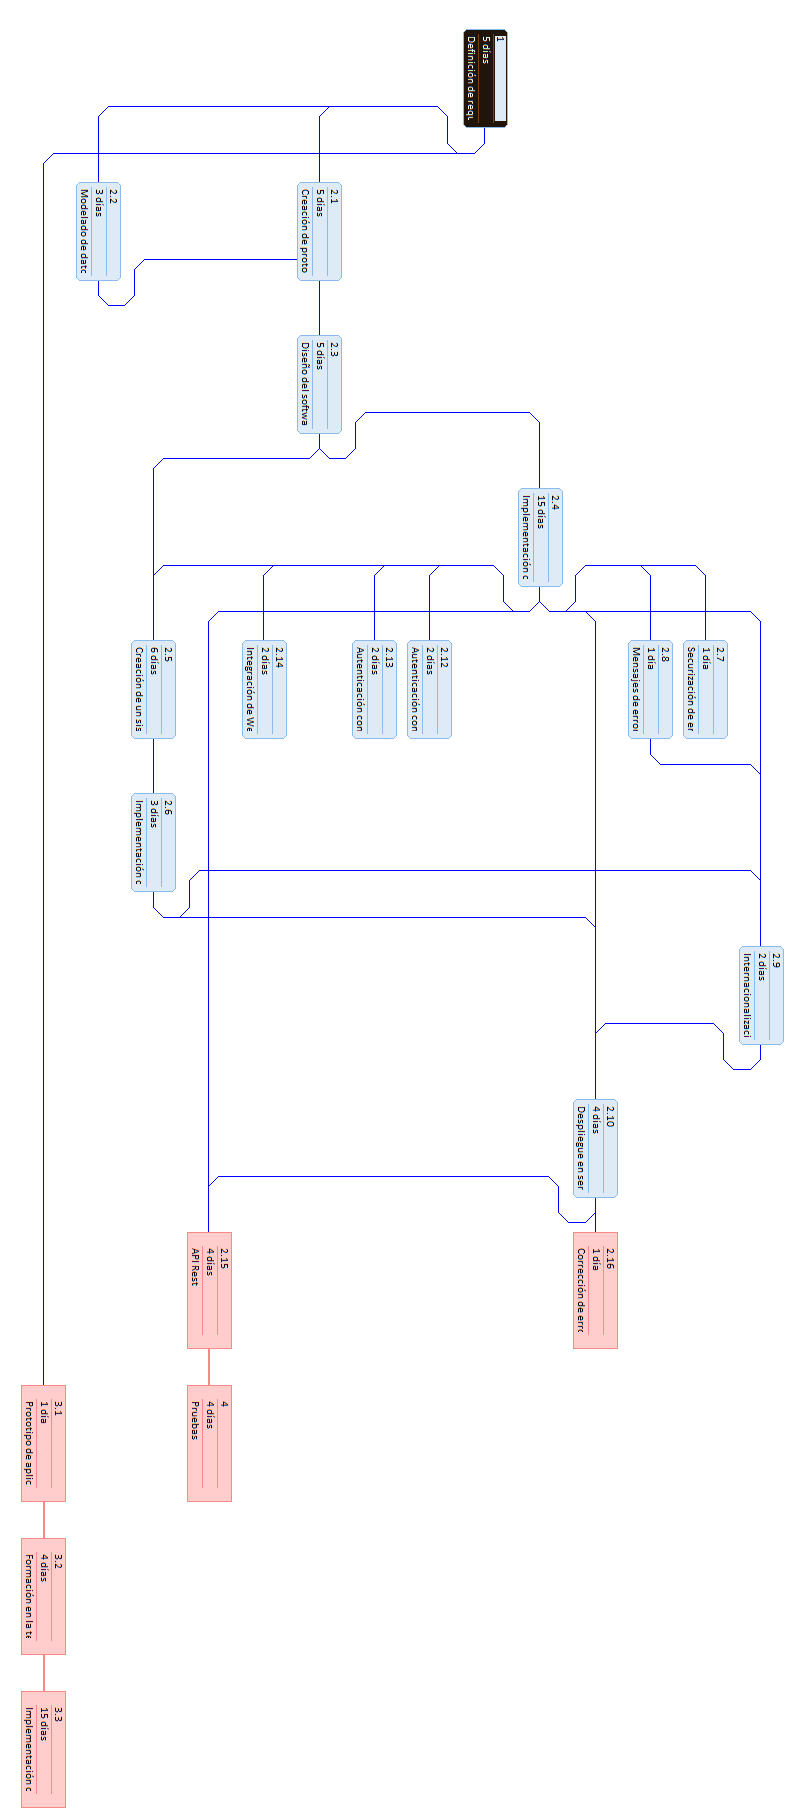 1
5 días
Definición de requ
2.2
3 días
Modelado de dato
2.1
5 días
Creación de proto
2.3
5 días
Diseño del softwa
2.4
15 días
Implementación c
2.5
6 días
Creación de un sis
2.14
2 días
Integración de We
2.13
2 días
Autenticación con
2.12
2 días
Autenticación con
2.8
1 día
Mensajes de error
2.7
1 día
Securización de er
2.6
3 días
Implementación c
2.9
2 días
Internacionalizaci
2.10
4 días
Despliegue en ser
2.15
4 días
API Rest
2.16
1 día
Corrección de erro
3.1
1 día
Prototipo de aplic
4
4 días
Pruebas
3.2
4 días
Formación en la te
3.3
15 días
Implementación c